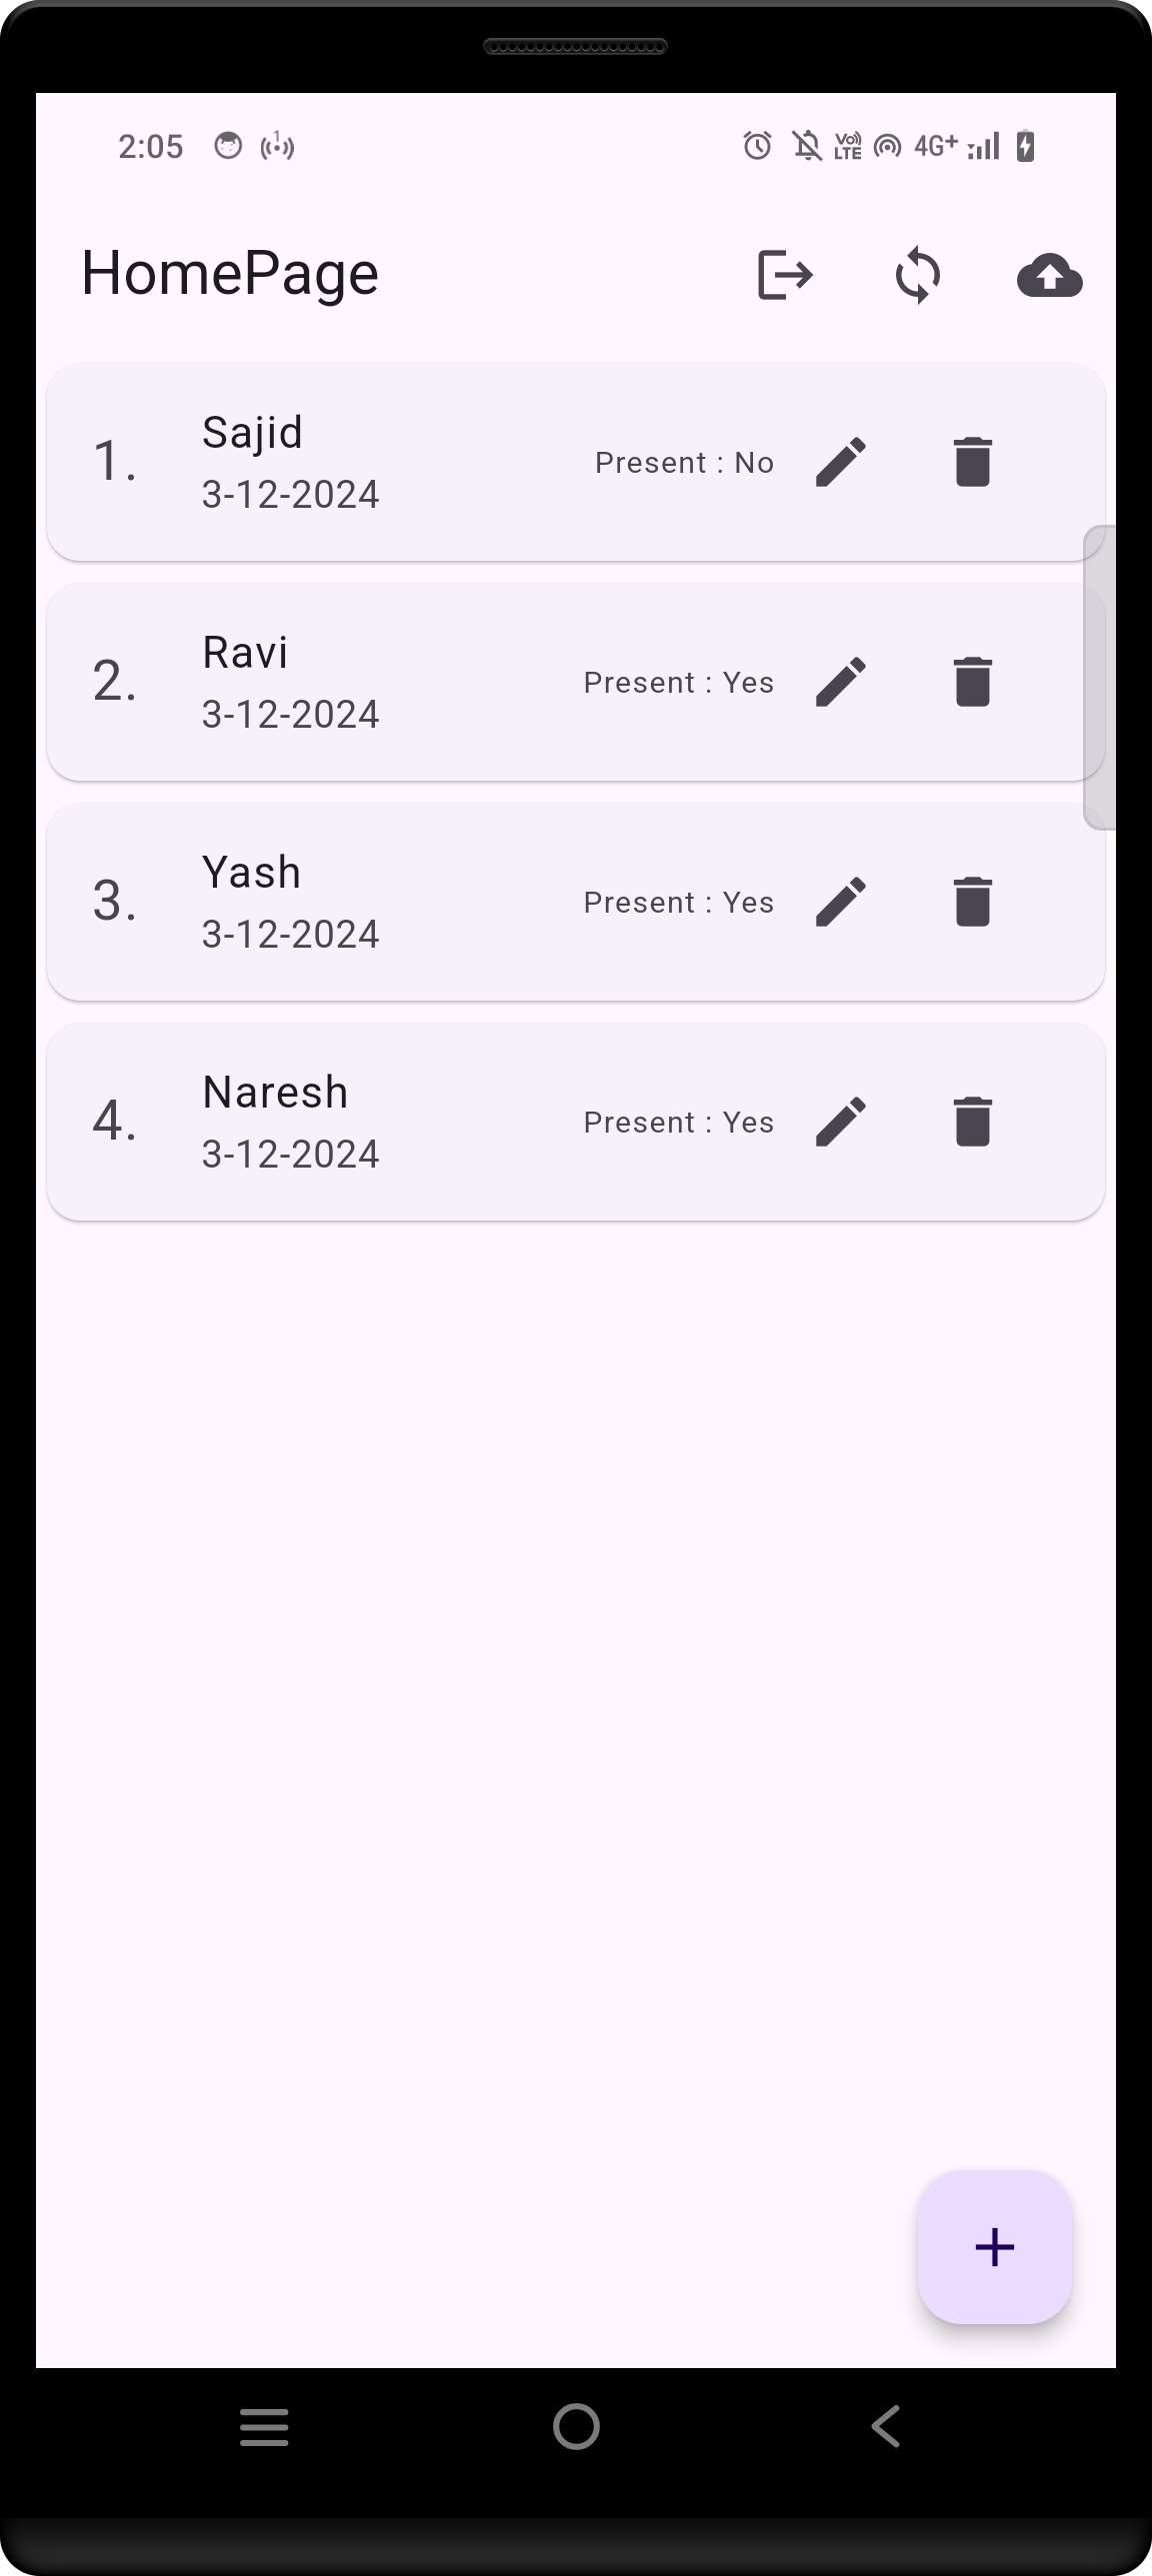 2:05
1
Vo) LTE
4G+
HomePage
1.
Sajid
3-12-2024
Present : No
2.
Ravi
3-12-2024
Present : Yes
3.
Yash
3-12-2024
Present : Yes
4.
Naresh
3-12-2024
Present : Yes